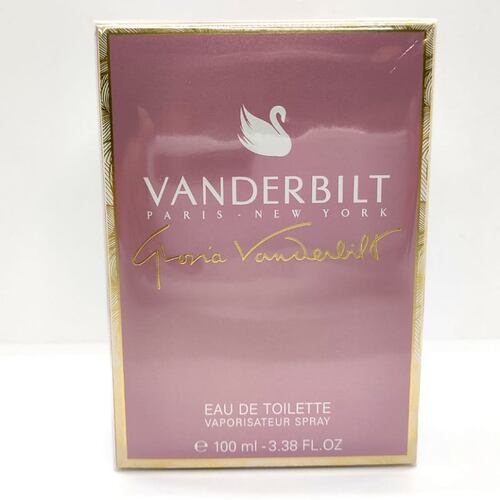 VANDERBILT
PARIS - NEW YORK
Gloria Vanderbilt
EAU DE TOILETTE
VAPORISATEUR SPRAY
℮ 100 ml - 3.38 FL.OZ